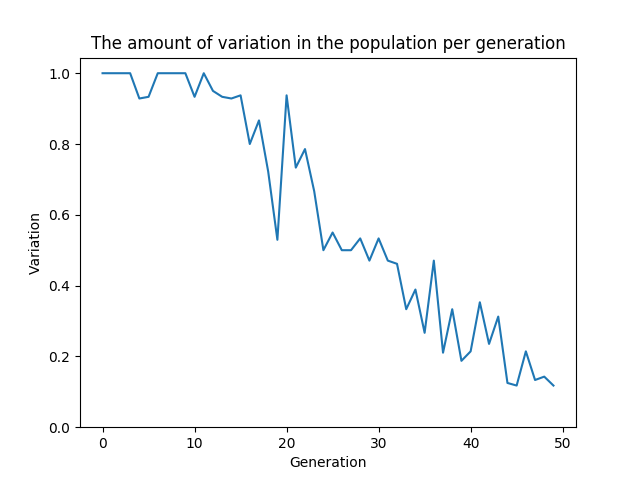 The amount of variation in the population per generation
1.0
0.8
0.6
0.4
0.2
0.0
Variation
0 10 20 30 40 50
Generation